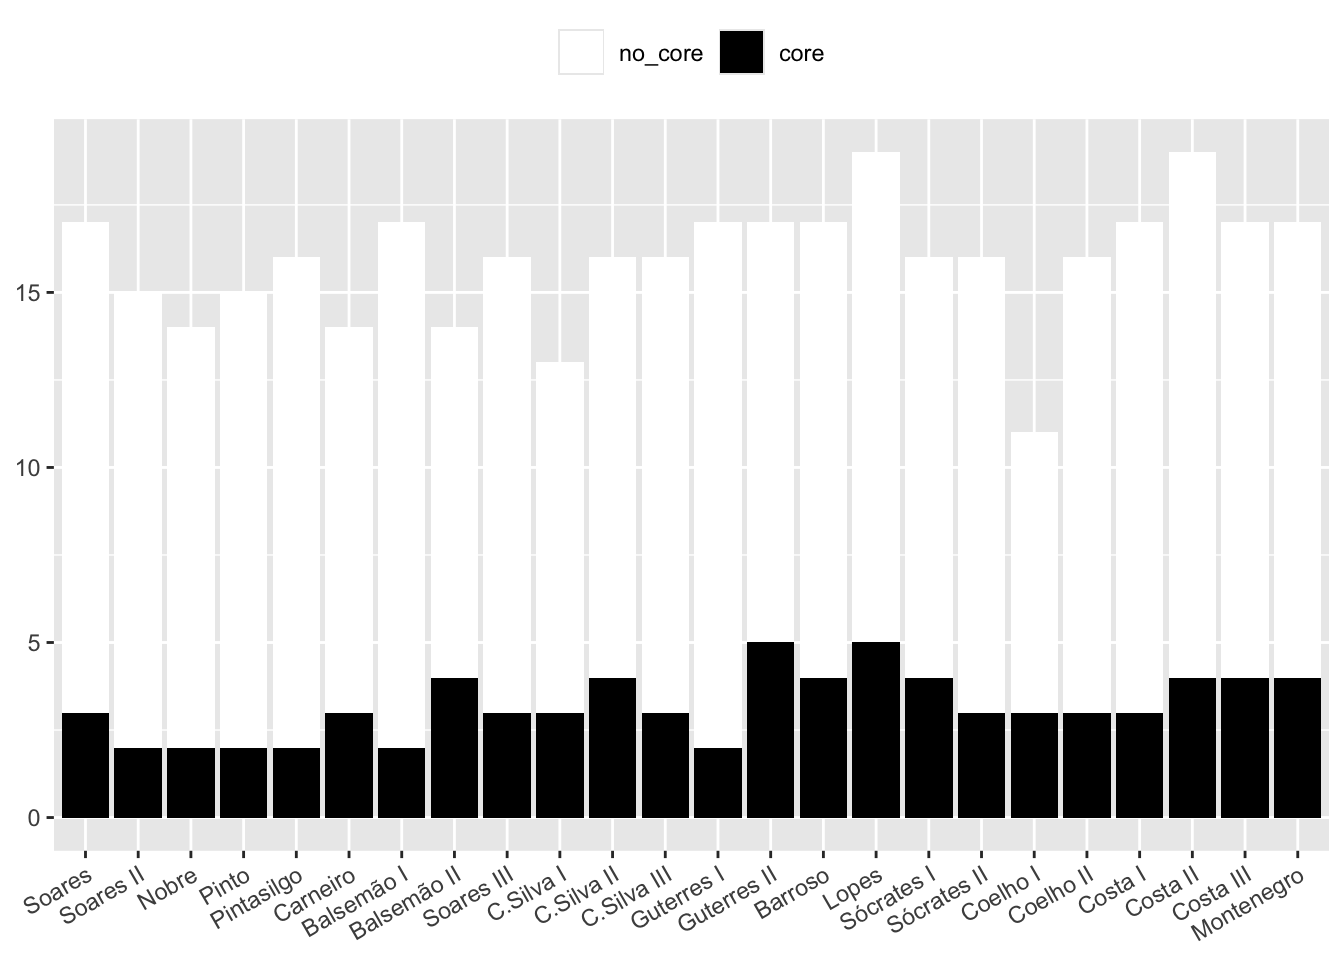 no_core core
15
10
5
0
Soares
Soares II
Nobre
Pinto
Pintasilgo
Carneiro
Balsemão I
Balsemão II
Soares III
C.Silva I
C.Silva II
C.Silva III
Guterres I
Guterres II
Barroso
Lopes
Sócrates I
Sócrates II
Coelho I
Coelho II
Costa I
Costa II
Costa III
Montenegro